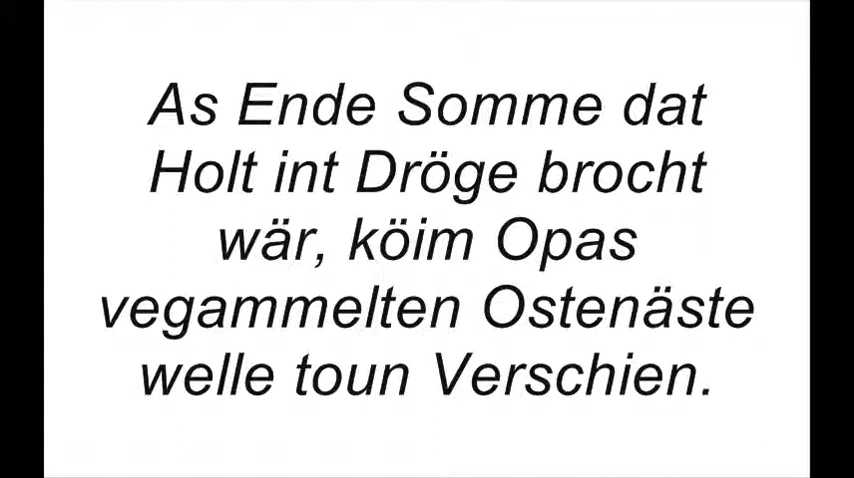 As Ende Somme dat
Holt int Dröge brocht
wär, köim Opas
vegammelten Ostenäste
welle toun Verschien.